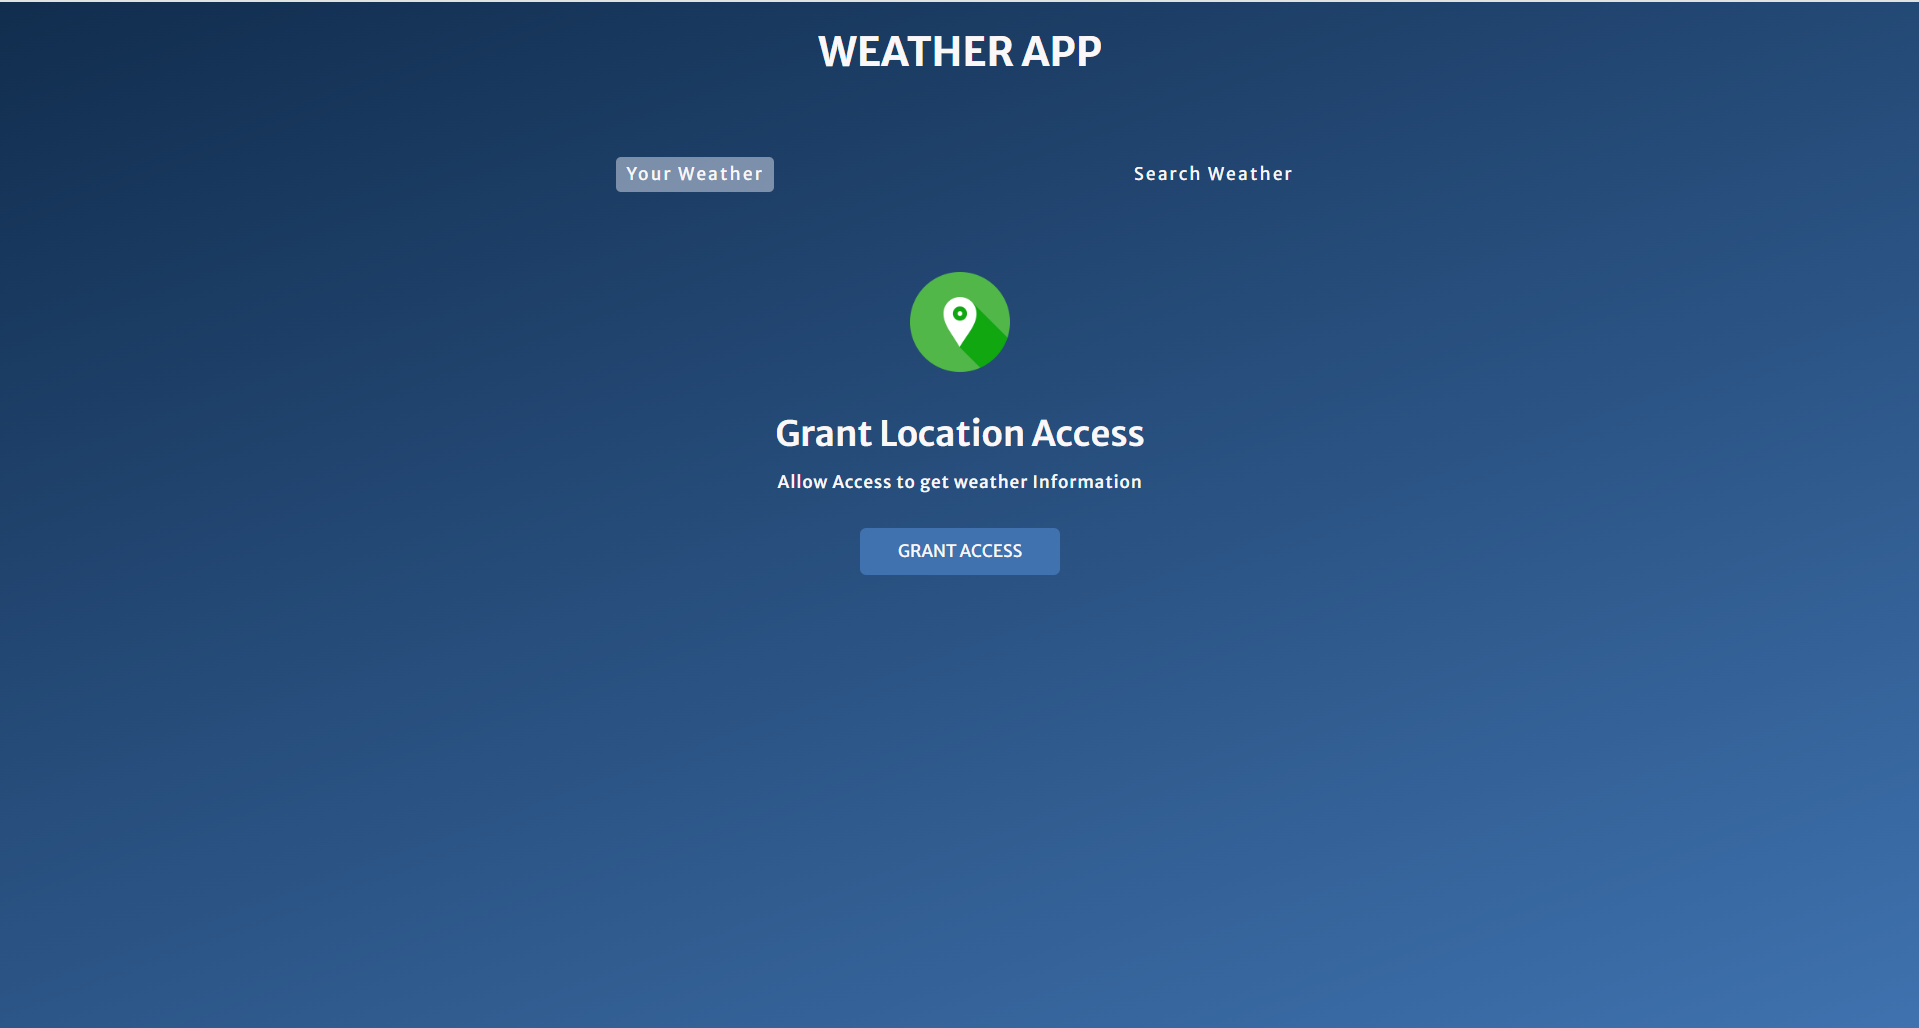 WEATHER APP
Your Weather
Search Weather
Grant Location Access
Allow Access to get weather Information
GRANT ACCESS